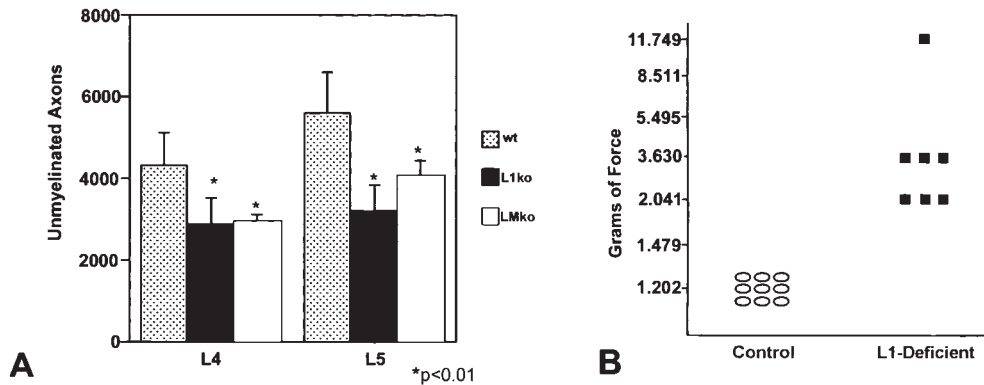 8000
6000
4000
2000
0
Unmyelinated Axons
*
*
*
*
L4
L5
wt
L1ko
LMko
*p<0.01
A
11.749
8.511
5.495
3.630
2.041
1.479
1.202
Grams of Force
Control
L1-Deficient
B